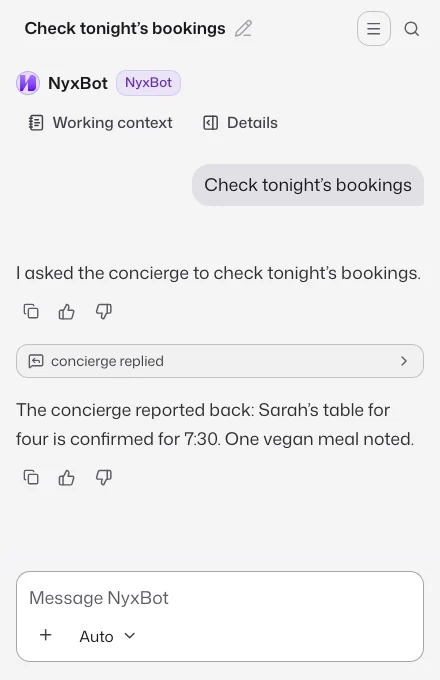 Check tonight’s bookings
NyxBot NyxBot
Working context Details
Check tonight’s bookings
I asked the concierge to check tonight’s bookings.
concierge replied
The concierge reported back: Sarah’s table for
four is confirmed for 7:30. One vegan meal noted.
Message NyxBot
Auto